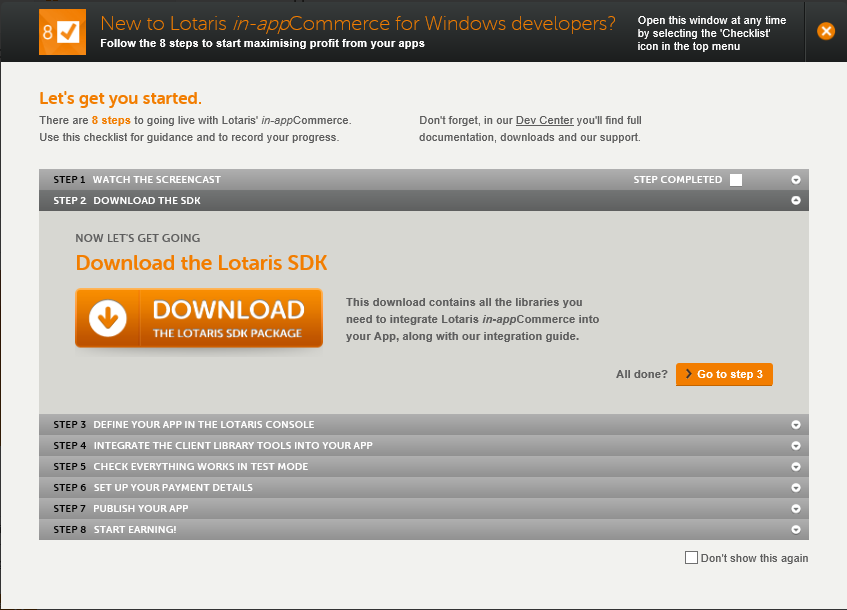 8
New to Lotaris in-appCommerce for Windows developers?
Follow the 8 steps to start maximising profit from your apps
Open this window at any time
by selecting the 'Checklist'
icon in the top menu
Let's get you started.
There are 8 steps to going live with Lotaris' in-appCommerce.
Use this checklist for guidance and to record your progress.
Don't forget, in our Dev Center you'll find full
documentation, downloads and our support.
STEP 1 WATCH THE SCREENCAST STEP COMPLETED
STEP 2 DOWNLOAD THE SDK
NOW LET'S GET GOING
Download the Lotaris SDK
DOWNLOAD
THE LOTARIS SDK PACKAGE
This download contains all the libraries you
need to integrate Lotaris in-appCommerce into
your App, along with our integration guide.
All done? Go to step 3
STEP 3 DEFINE YOUR APP IN THE LOTARIS CONSOLE
STEP 4 INTEGRATE THE CLIENT LIBRARY TOOLS INTO YOUR APP
STEP 5 CHECK EVERYTHING WORKS IN TEST MODE
STEP 6 SET UP YOUR PAYMENT DETAILS
STEP 7 PUBLISH YOUR APP
STEP 8 START EARNING!
Don't show this again